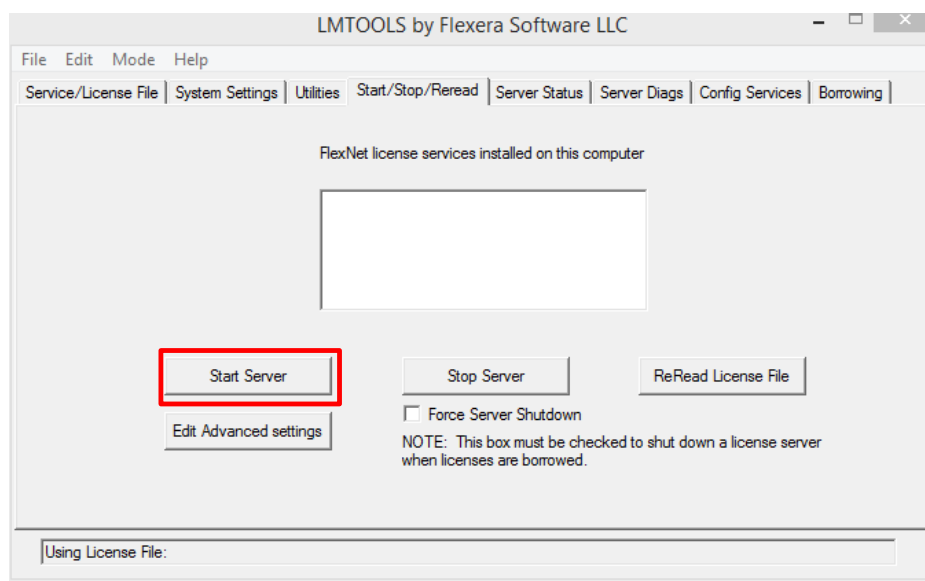 LMTOOLS by Flexera Software LLC
File Edit Mode Help
Service/License File System Settings Utilities Start/Stop/Reread Server Status Server Diags Config Services Borrowing
FlexNet license services installed on this computer
Start Server Stop Server ReRead License File
Force Server Shutdown
Edit Advanced settings
NOTE: This box must be checked to shut down a license server
when licenses are borrowed.
Using License File: